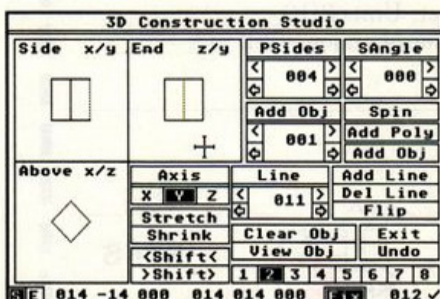 3D Construction Studio
Side x/y
End z/y
PSides
SAngle
004
000
Add Obj
Spin
001
Add Poly
Add Obj
Above x/z
Axis
Line
Add Line
X Y Z
011
Del Line
Stretch
Flip
Shrink
Clear Obj
Exit
<Shift<
View Obj
Undo
>Shift>
1 2 3 4 5 6 7 8
014 -14 000 014 014 000
012